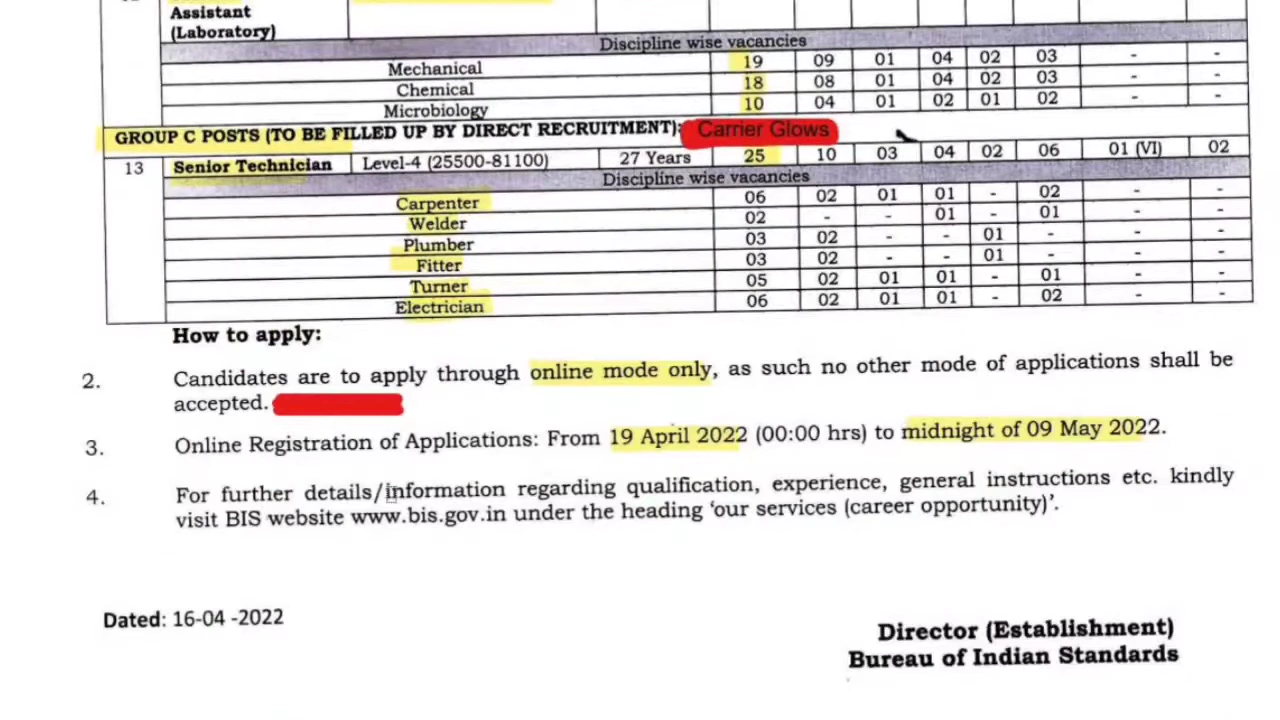 Assistant
(Laboratory)
Discipline wise vacancies
Mechanical 19 09 01 04 02 03 - -
Chemical 18 08 01 04 02 03 - -
Microbiology 10 04 01 02 01 02 - -
GROUP C POSTS (TO BE FILLED UP BY DIRECT RECRUITMENT): Carrier Glows
13 Senior Technician Level-4 (25500-81100) 27 Years 25 10 03 04 02 06 01 (VI) 02
Discipline wise vacancies
Carpenter 06 02 01 01 - 02 - -
Welder 02 - - 01 - 01 - -
Plumber 03 02 - - 01 - - -
Fitter 03 02 - - 01 - - -
Turner 05 02 01 01 - 01 - -
Electrician 06 02 01 01 - 02 - -
How to apply:
2. Candidates are to apply through online mode only, as such no other mode of applications shall be
accepted.
3. Online Registration of Applications: From 19 April 2022 (00:00 hrs) to midnight of 09 May 2022.
4. For further details/information regarding qualification, experience, general instructions etc. kindly
visit BIS website www.bis.gov.in under the heading 'our services (career opportunity)'.
Dated: 16-04 -2022
Director (Establishment)
Bureau of Indian Standards